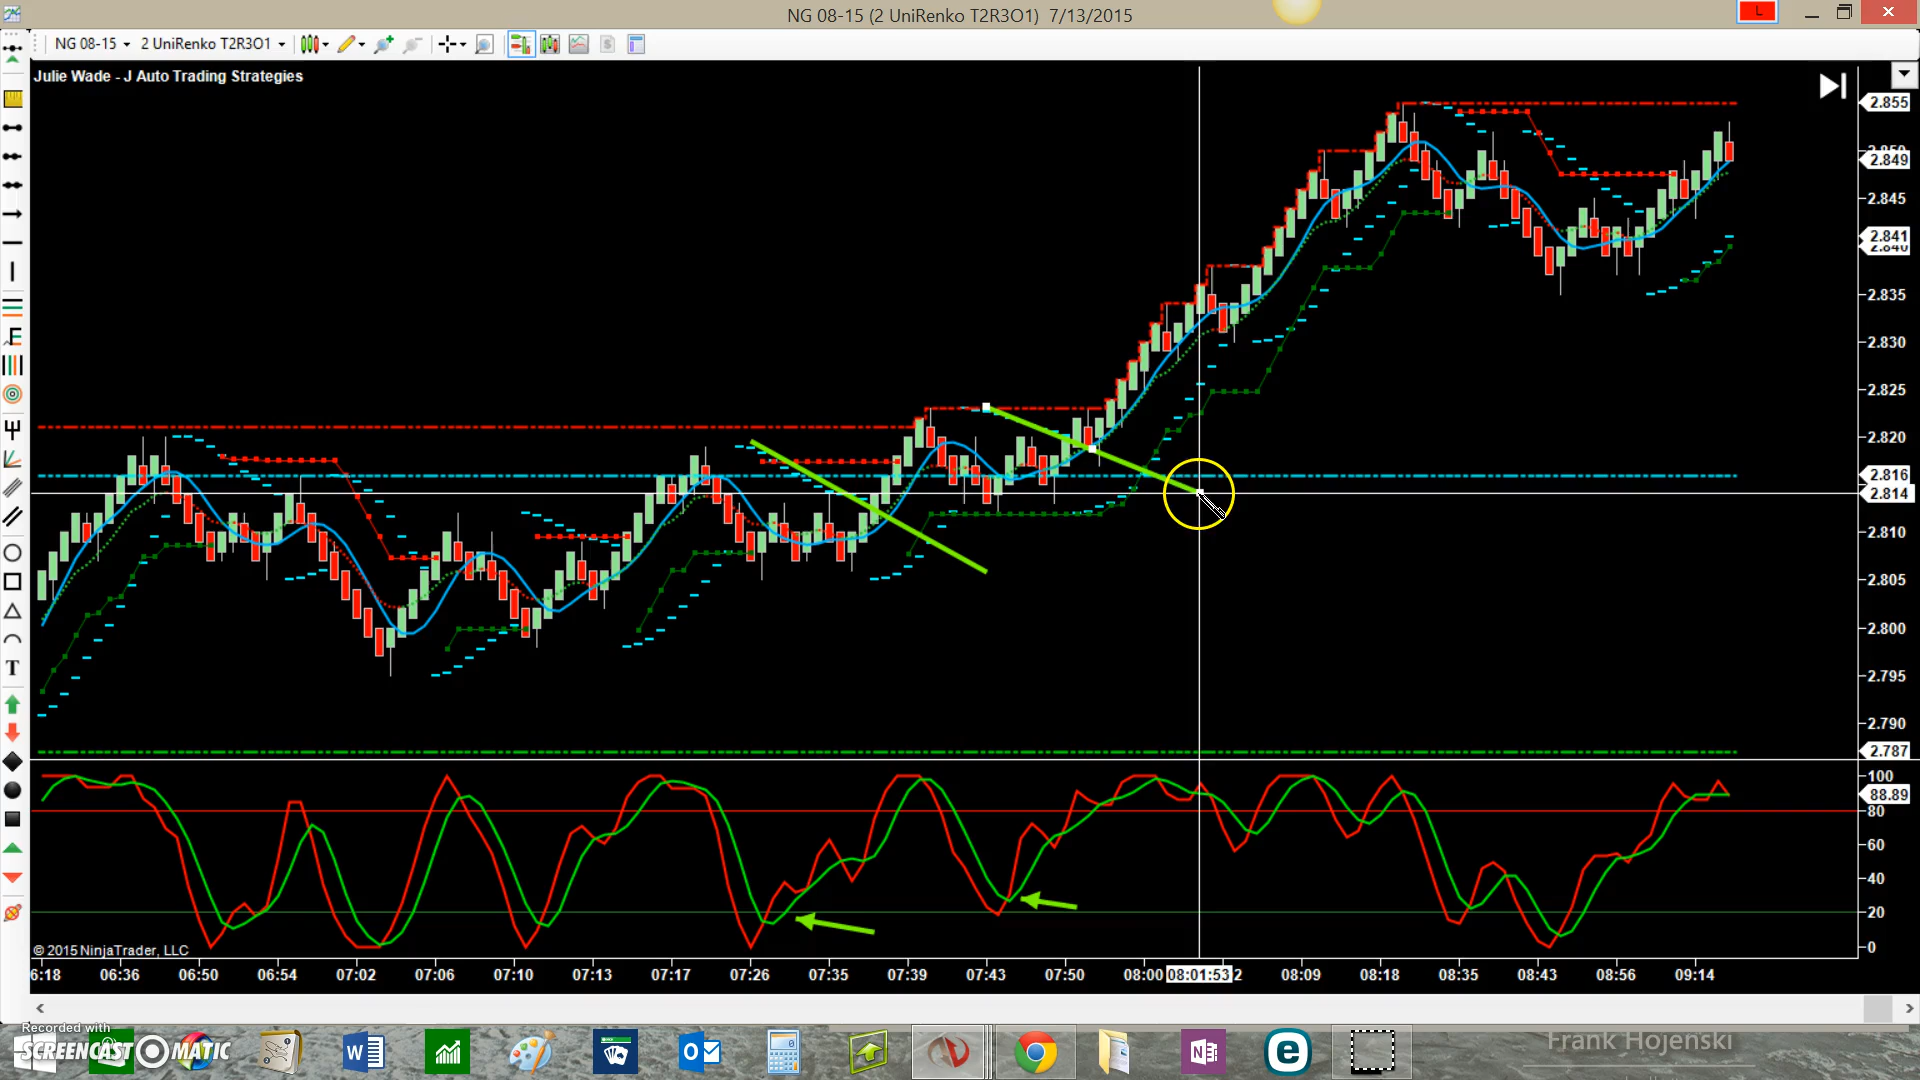 NG 08-15 (2 UniRenko T2R3O1)  7/13/2015
L
NG 08-15
2 UniRenko T2R3O1
Julie Wade - J Auto Trading Strategies
2.855
2.849
2.845
2.841
2.840
2.835
2.830
2.825
2.820
2.816
2.814
2.810
2.805
2.800
2.795
2.790
2.787
100
88.89
80
60
40
20
0
© 2015 NinjaTrader, LLC
6:18 06:36 06:50 06:54 07:02 07:06 07:10 07:13 07:17 07:26 07:35 07:39 07:43 07:50 08:00 08:01:53 2 08:09 08:18 08:35 08:43 08:56 09:14
Recorded with
SCREENCAST MATIC
Frank Hojenski